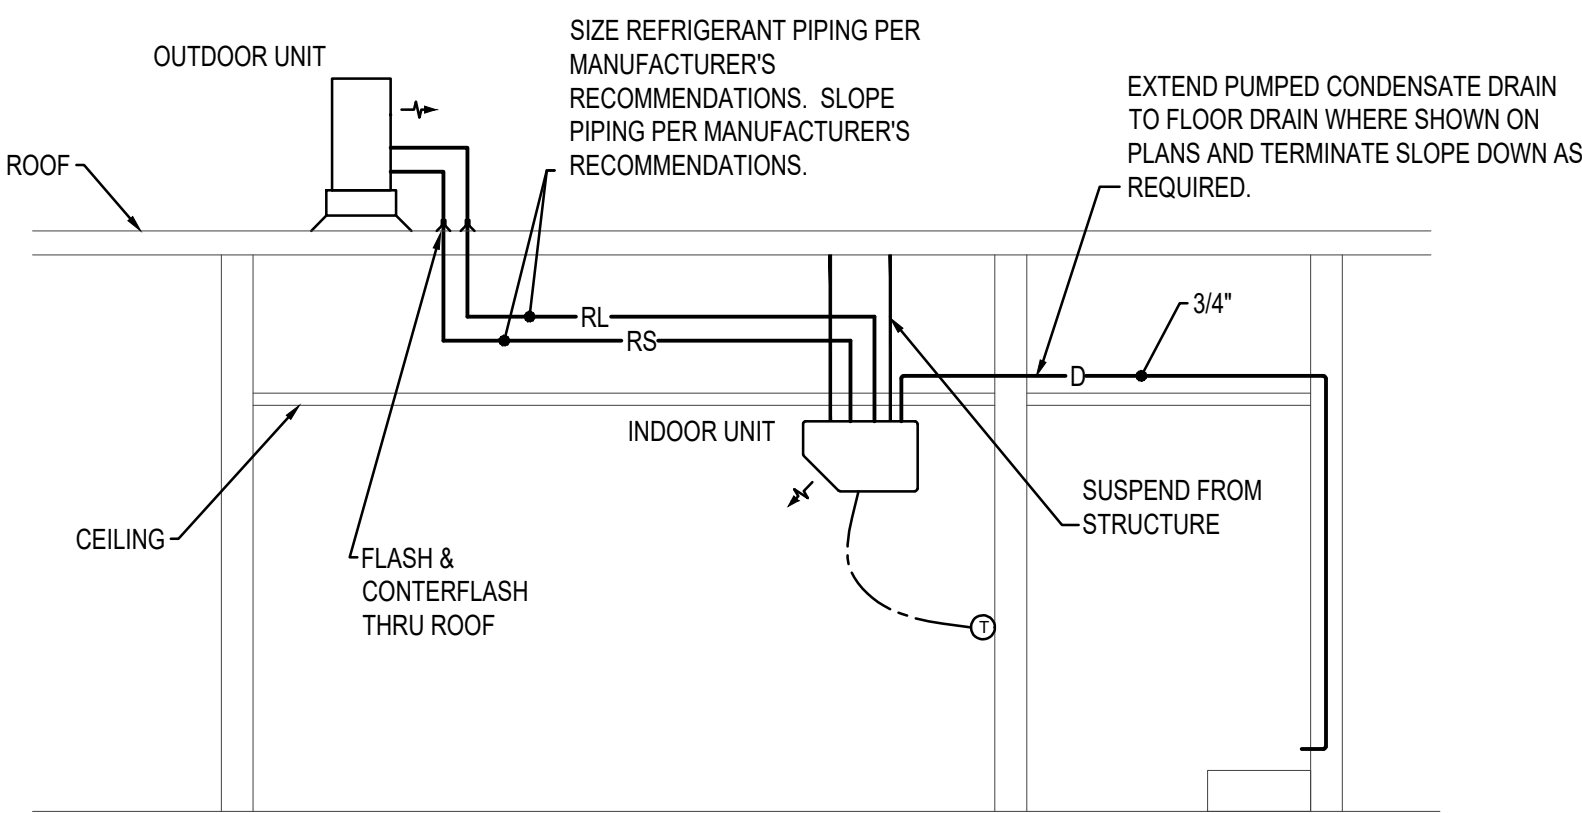 OUTDOOR UNIT
SIZE REFRIGERANT PIPING PER
MANUFACTURER'S
RECOMMENDATIONS. SLOPE
PIPING PER MANUFACTURER'S
RECOMMENDATIONS.
EXTEND PUMPED CONDENSATE DRAIN
TO FLOOR DRAIN WHERE SHOWN ON
PLANS AND TERMINATE SLOPE DOWN AS
REQUIRED.
ROOF
RL
RS
3/4"
D
INDOOR UNIT
SUSPEND FROM
STRUCTURE
CEILING
FLASH &
CONTERFLASH
THRU ROOF
T